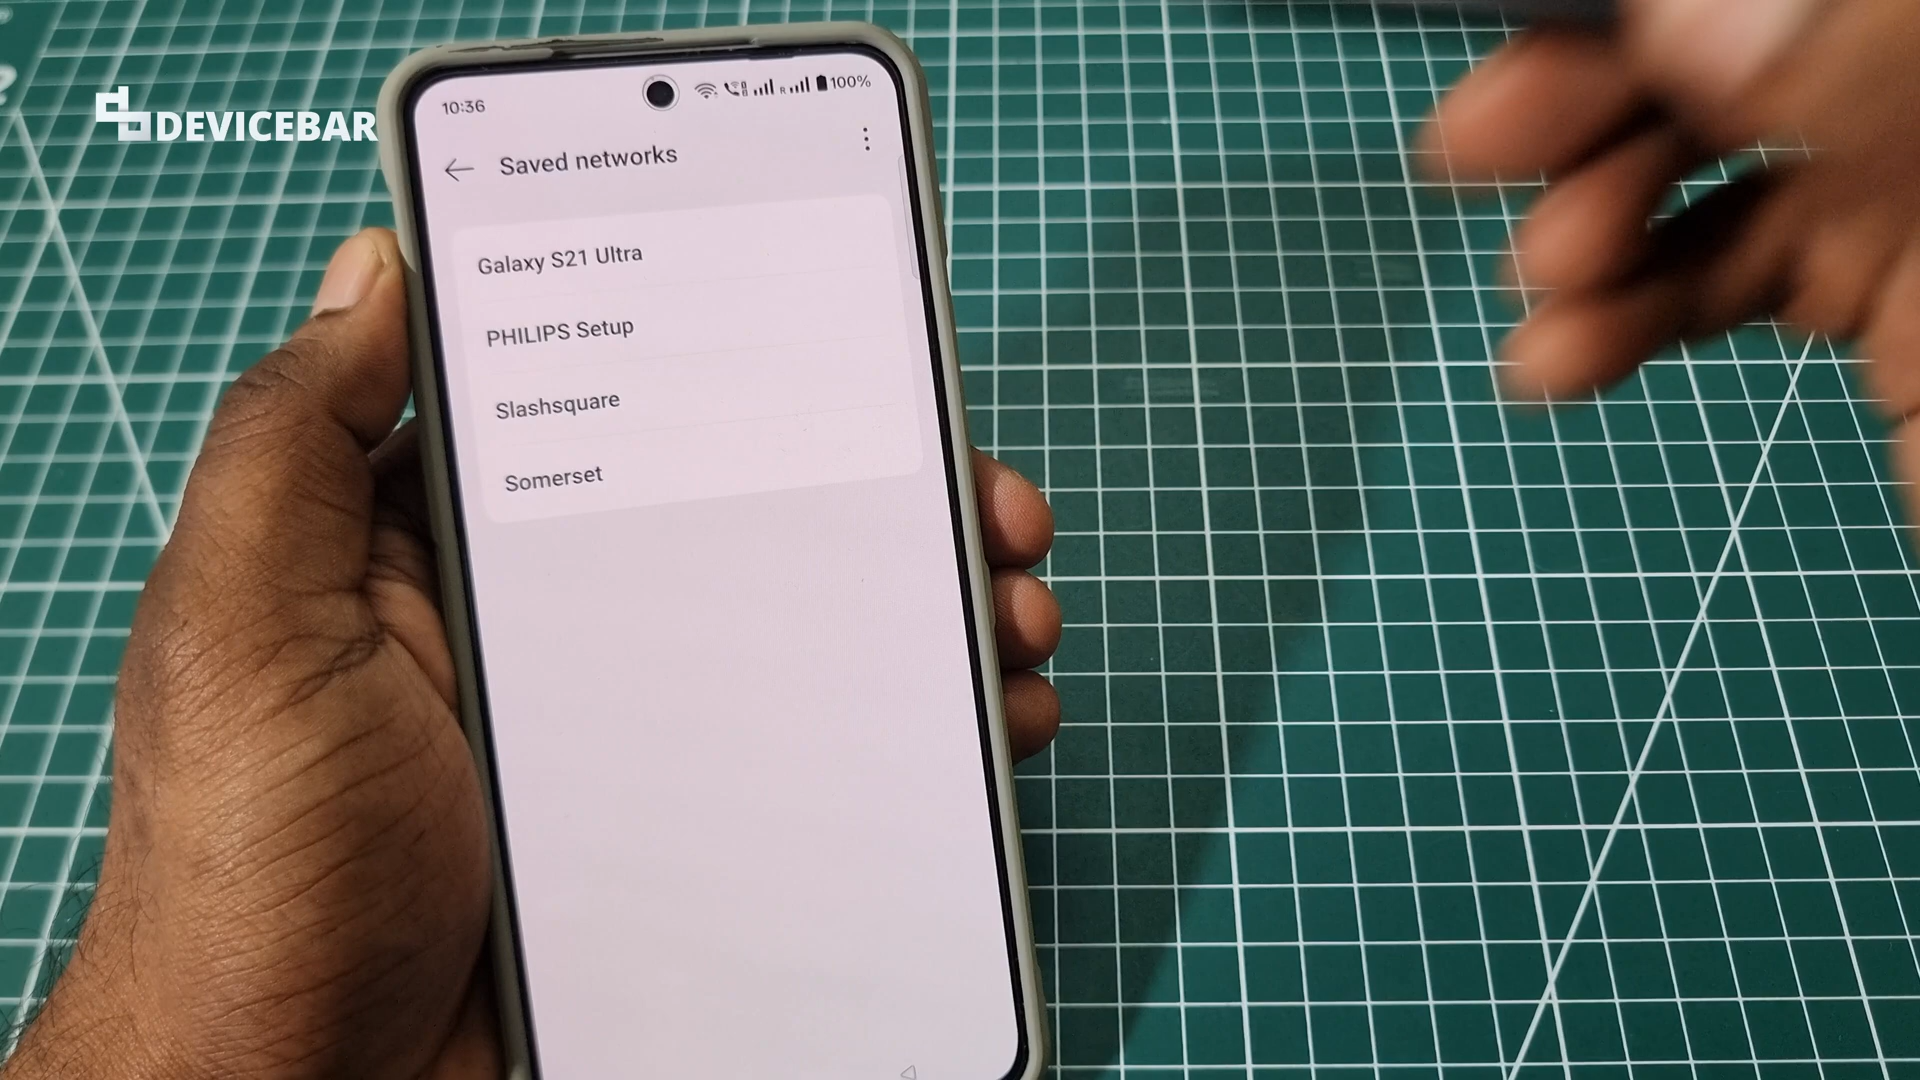 DEVICEBAR
10:36
R
100%
Saved networks
Galaxy S21 Ultra
PHILIPS Setup
Slashsquare
Somerset